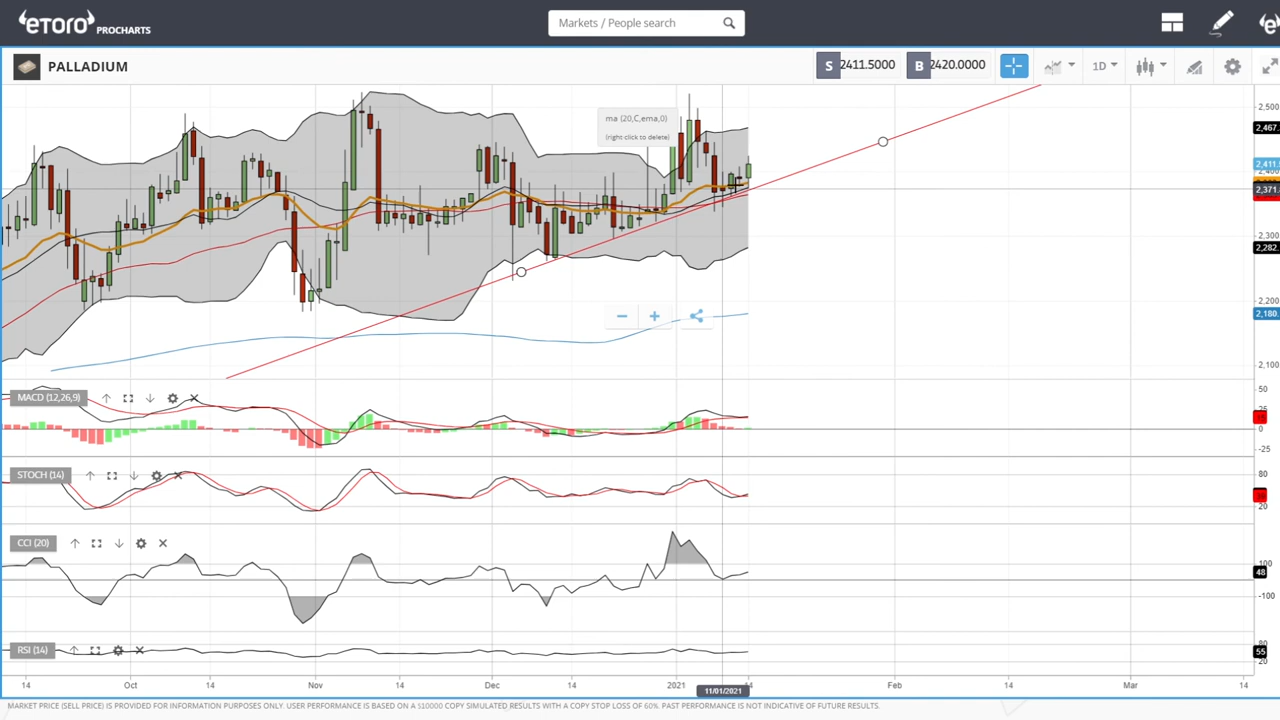 eTORO PROCHARTS
Markets / People search
PALLADIUM
S 2411.5000 B 2420.0000 1D
ma (20,C,ema,0)
(right click to delete)
2,500
2,467.
2,411.
2,371.
2,300
2,282.
2,200
2,180.
2,100
MACD (12,26,9)
50
25
0
-25
STOCH (14)
80
20
CCI (20)
100
48
-100
RSI (14)
80
55
20
14 Oct 14 Nov 14 Dec 14 2021 14 Feb 14 Mar 14
11/01/2021
MARKET PRICE (SELL PRICE) IS PROVIDED FOR INFORMATION PURPOSES ONLY. USER PERFORMANCE IS BASED ON A $10000 COPY SIMULATED RESULTS WITH A COPY STOP LOSS OF 60%. PAST PERFORMANCE IS NOT INDICATIVE OF FUTURE RESULTS.